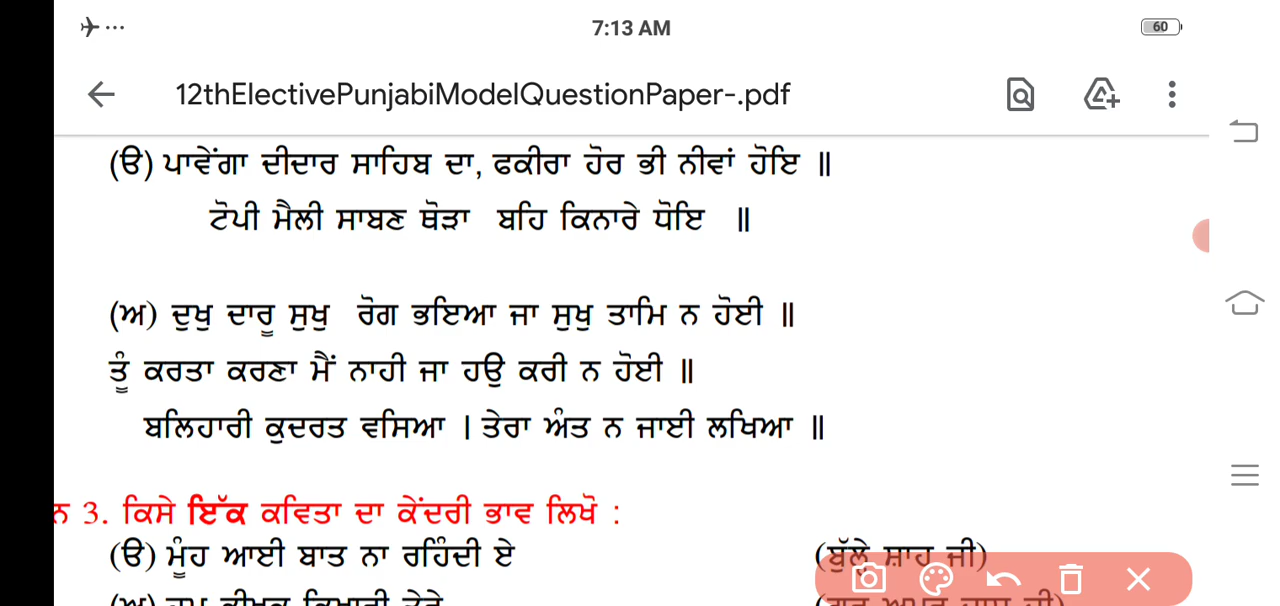 7:13 AM
60
12thElectivePunjabiModelQuestionPaper-.pdf
(ੳ) ਪਾਵੇਂਗਾ ਦੀਦਾਰ ਸਾਹਿਬ ਦਾ, ਫਕੀਰਾ ਹੋਰ ਭੀ ਨੀਵਾਂ ਹੋਇ ॥
ਟੋਪੀ ਮੈਲੀ ਸਾਬਣ ਥੋੜਾ ਬਹਿ ਕਿਨਾਰੇ ਧੋਇ ॥
(ਅ) ਦੁਖੁ ਦਾਰੂ ਸੁਖੁ ਰੋਗ ਭਇਆ ਜਾ ਸੁਖੁ ਤਾਮਿ ਨ ਹੋਈ ॥
ਤੂੰ ਕਰਤਾ ਕਰਣਾ ਮੈਂ ਨਾਹੀ ਜਾ ਹਉ ਕਰੀ ਨ ਹੋਈ ॥
ਬਲਿਹਾਰੀ ਕੁਦਰਤ ਵਸਿਆ । ਤੇਰਾ ਅੰਤ ਨ ਜਾਈ ਲਖਿਆ ॥
ਨ 3. ਕਿਸੇ ਇੱਕ ਕਵਿਤਾ ਦਾ ਕੇਂਦਰੀ ਭਾਵ ਲਿਖੋ :
(ੳ) ਮੂੰਹ ਆਈ ਬਾਤ ਨਾ ਰਹਿੰਦੀ ਏ (ਬੁੱਲ੍ਹੇ ਸ਼ਾਹ ਜੀ)